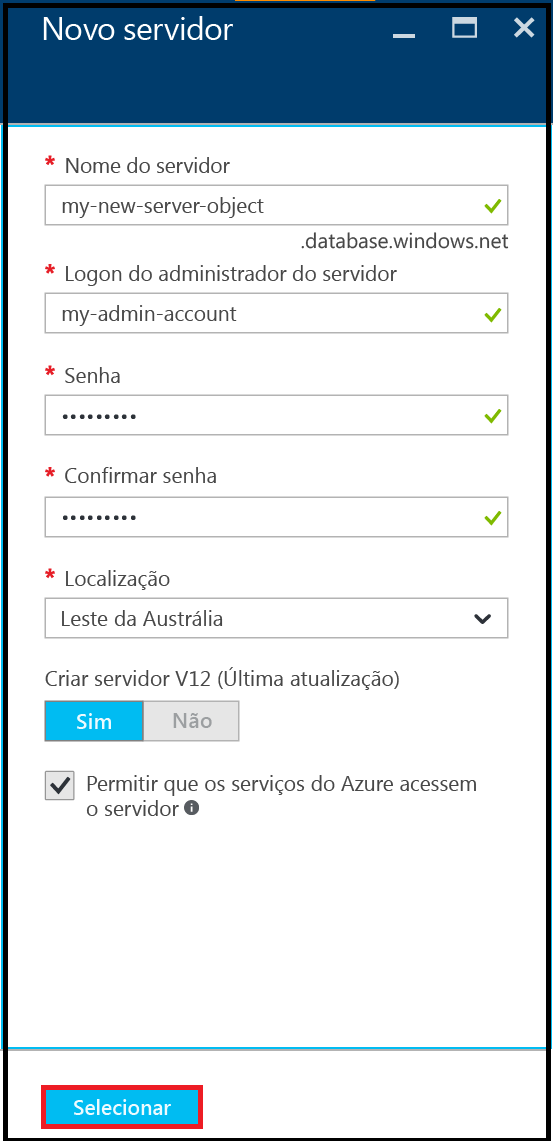 Novo servidor
* Nome do servidor
my-new-server-object
.database.windows.net
* Logon do administrador do servidor
my-admin-account
* Senha
•••••••••
* Confirmar senha
•••••••••
* Localização
Leste da Austrália
Criar servidor V12 (Última atualização)
Sim Não
Permitir que os serviços do Azure acessem
o servidor
Selecionar